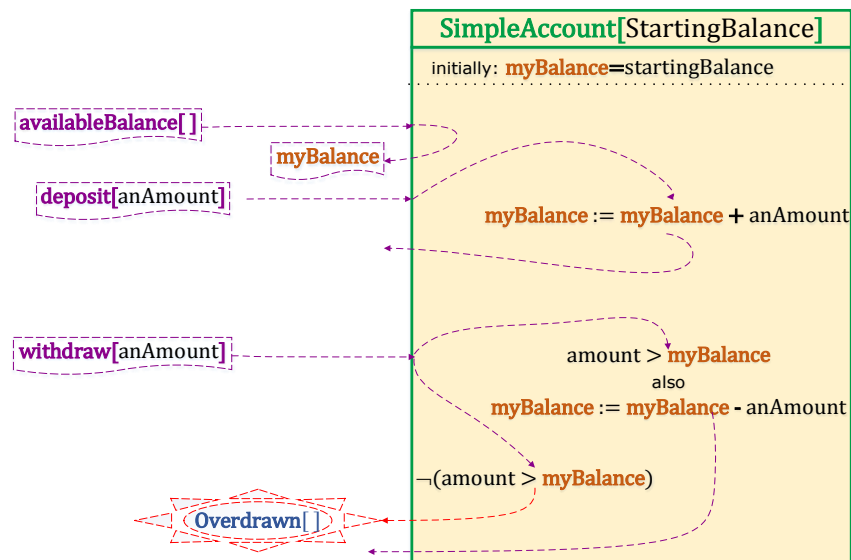 SimpleAccount[StartingBalance]
initially: myBalance=startingBalance
availableBalance[ ]
myBalance
deposit[anAmount]
myBalance := myBalance + anAmount
withdraw[anAmount]
amount > myBalance
also
myBalance := myBalance - anAmount
¬(amount > myBalance)
Overdrawn[ ]